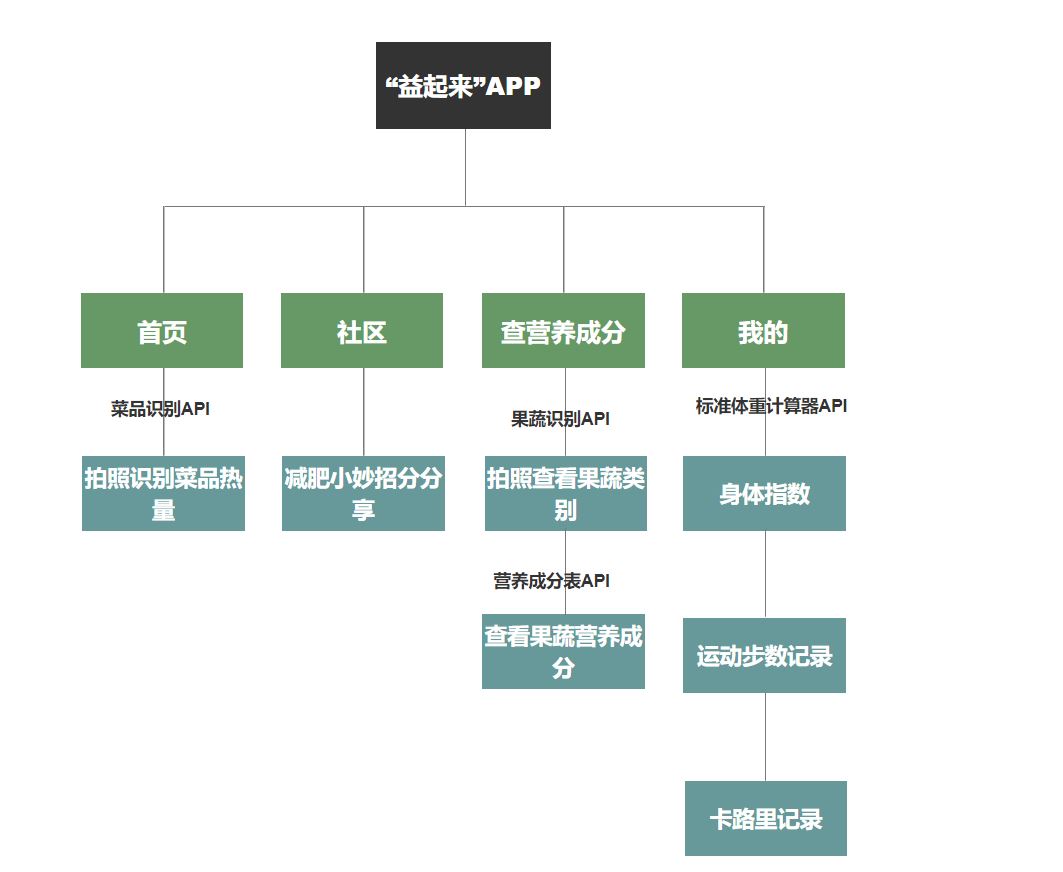 “益起来”APP
首页
社区
查营养成分
我的
菜品识别API
果蔬识别API
标准体重计算器API
拍照识别菜品热
量
减肥小妙招分分
享
拍照查看果蔬类
别
身体指数
营养成分表API
查看果蔬营养成
分
运动步数记录
卡路里记录